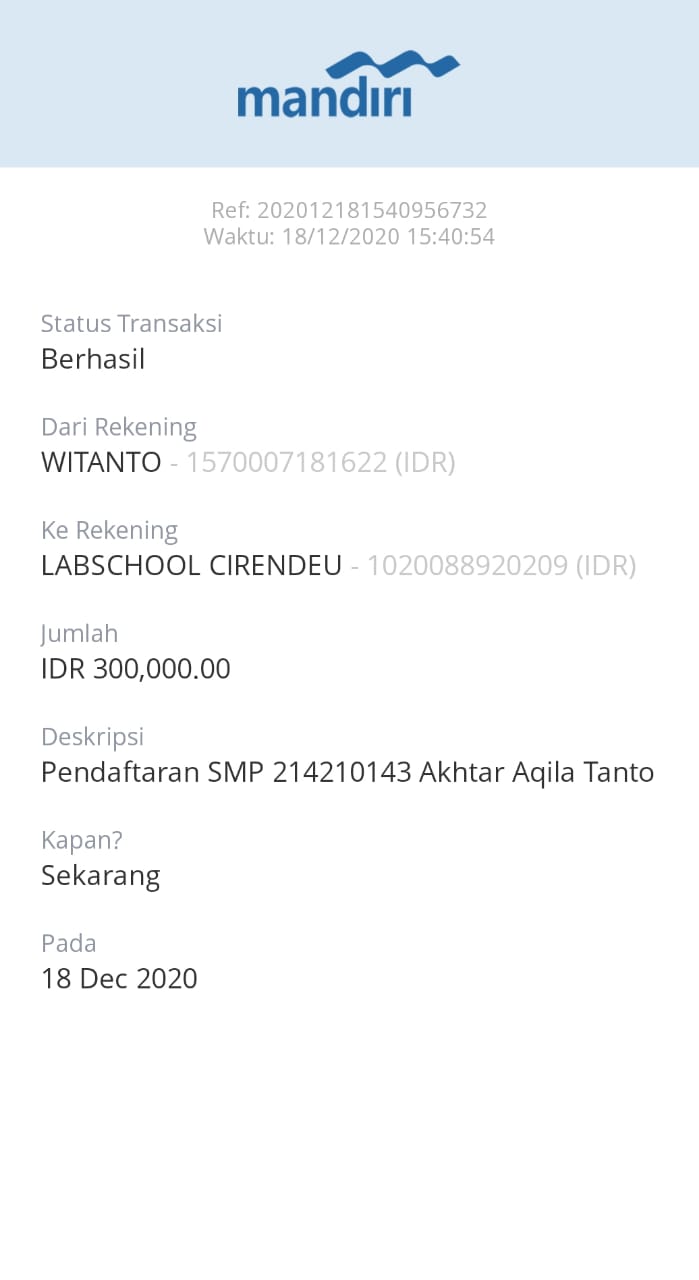 mandiri
Ref: 202012181540956732
Waktu: 18/12/2020 15:40:54
Status Transaksi
Berhasil
Dari Rekening
WITANTO - 1570007181622 (IDR)
Ke Rekening
LABSCHOOL CIRENDEU - 1020088920209 (IDR)
Jumlah
IDR 300,000.00
Deskripsi
Pendaftaran SMP 214210143 Akhtar Aqila Tanto
Kapan?
Sekarang
Pada
18 Dec 2020